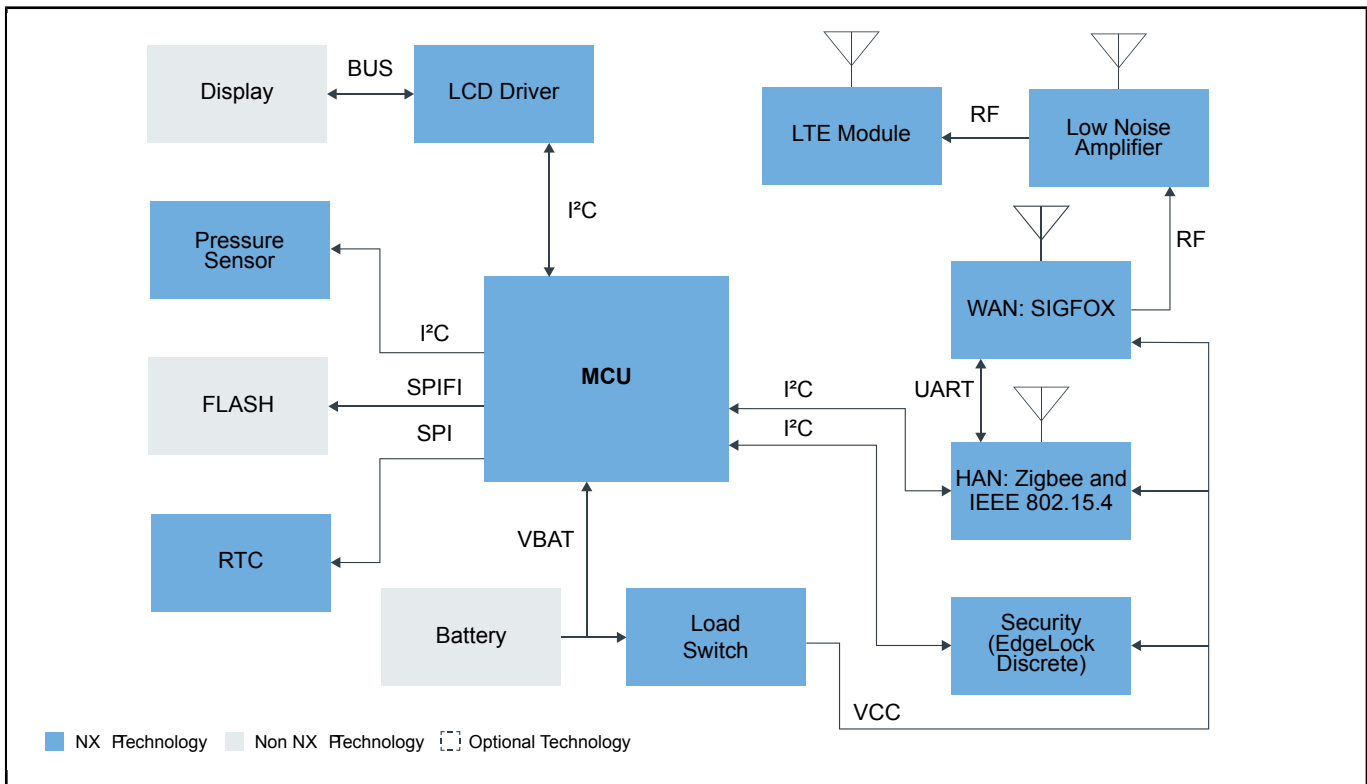 Display
BUS
LCD Driver
LTE Module
RF
Low Noise
Amplifier
I²C
Pressure
Sensor
RF
WAN: SIGFOX
I²C
MCU
SPIFI
FLASH
I²C
UART
SPI
I²C
HAN: Zigbee and
IEEE 802.15.4
VBAT
RTC
Battery
Load
Switch
Security
(EdgeLock
Discrete)
VCC
NX P Technology
Non NX P Technology
Optional Technology